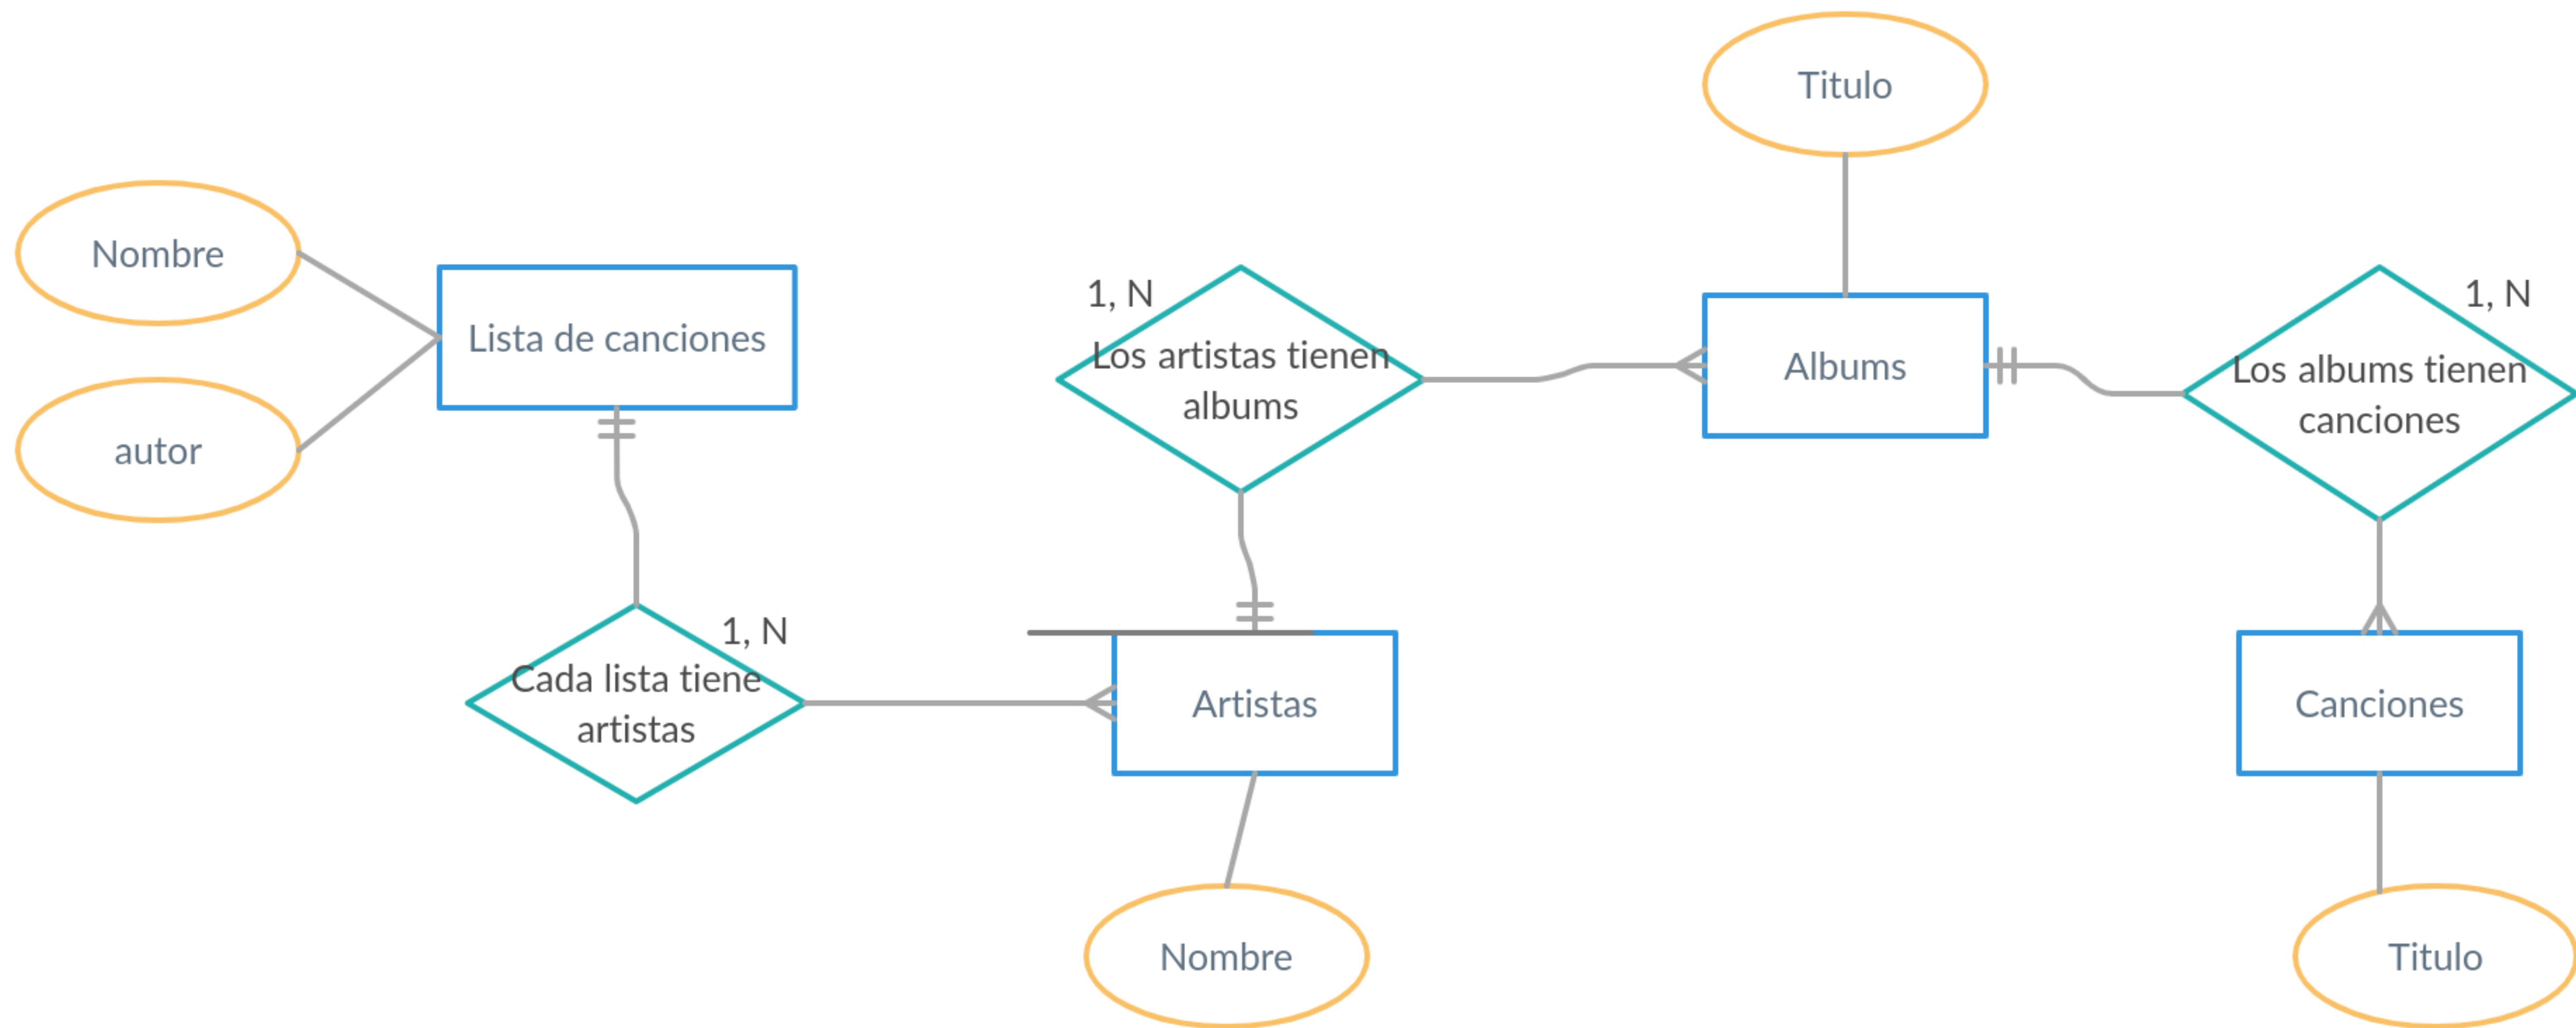 Titulo
Nombre
Lista de canciones
autor
1, N
Los artistas tienen
albums
Albums
1, N
Los albums tienen
canciones
1, N
Cada lista tiene
artistas
Artistas
Canciones
Nombre
Titulo